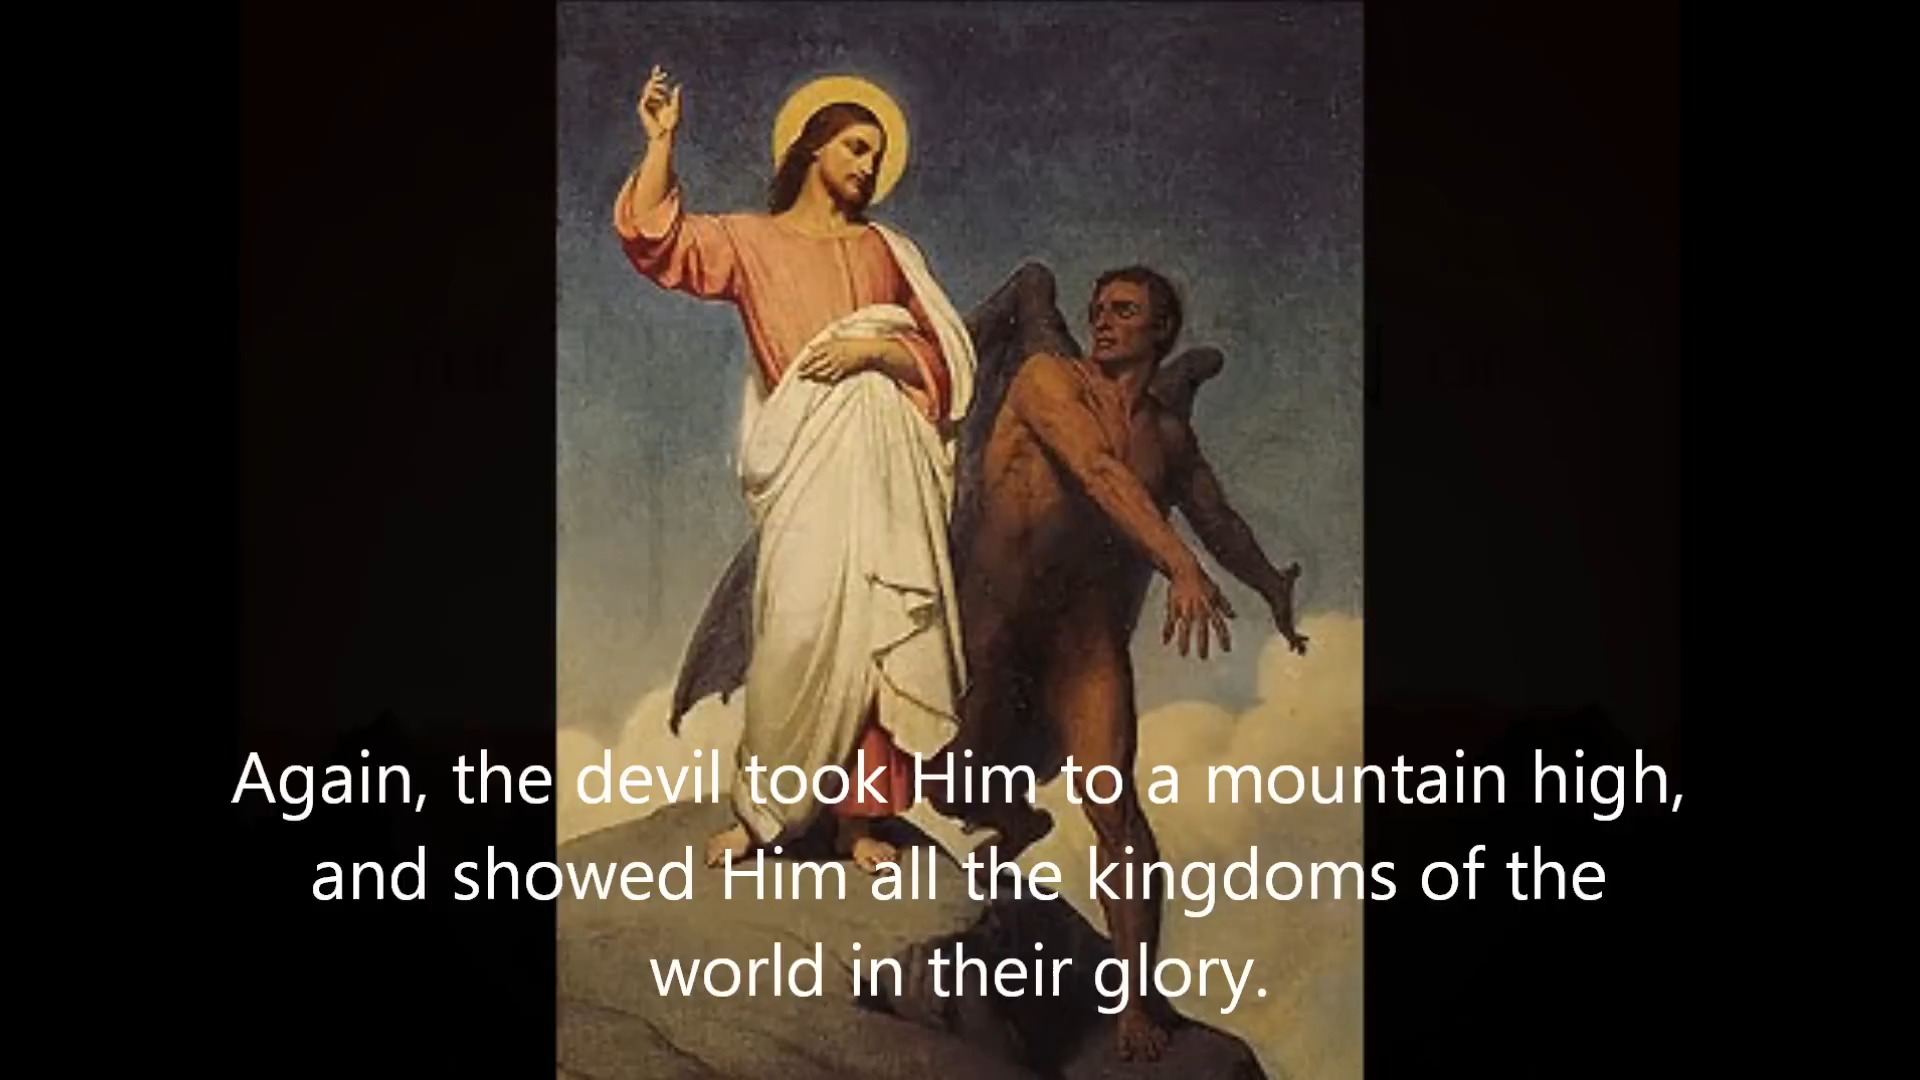 Again, the devil took Him to a mountain high,
and showed Him all the kingdoms of the
world in their glory.